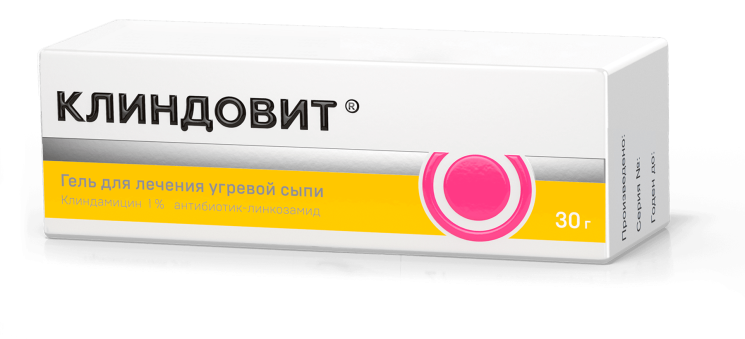 КЛИНДОВИТ®
Гель для лечения угревой сыпи
Клиндамицин 1% антибиотик-линкозамид
30 г
Произведено:
Серия №:
Годен до: